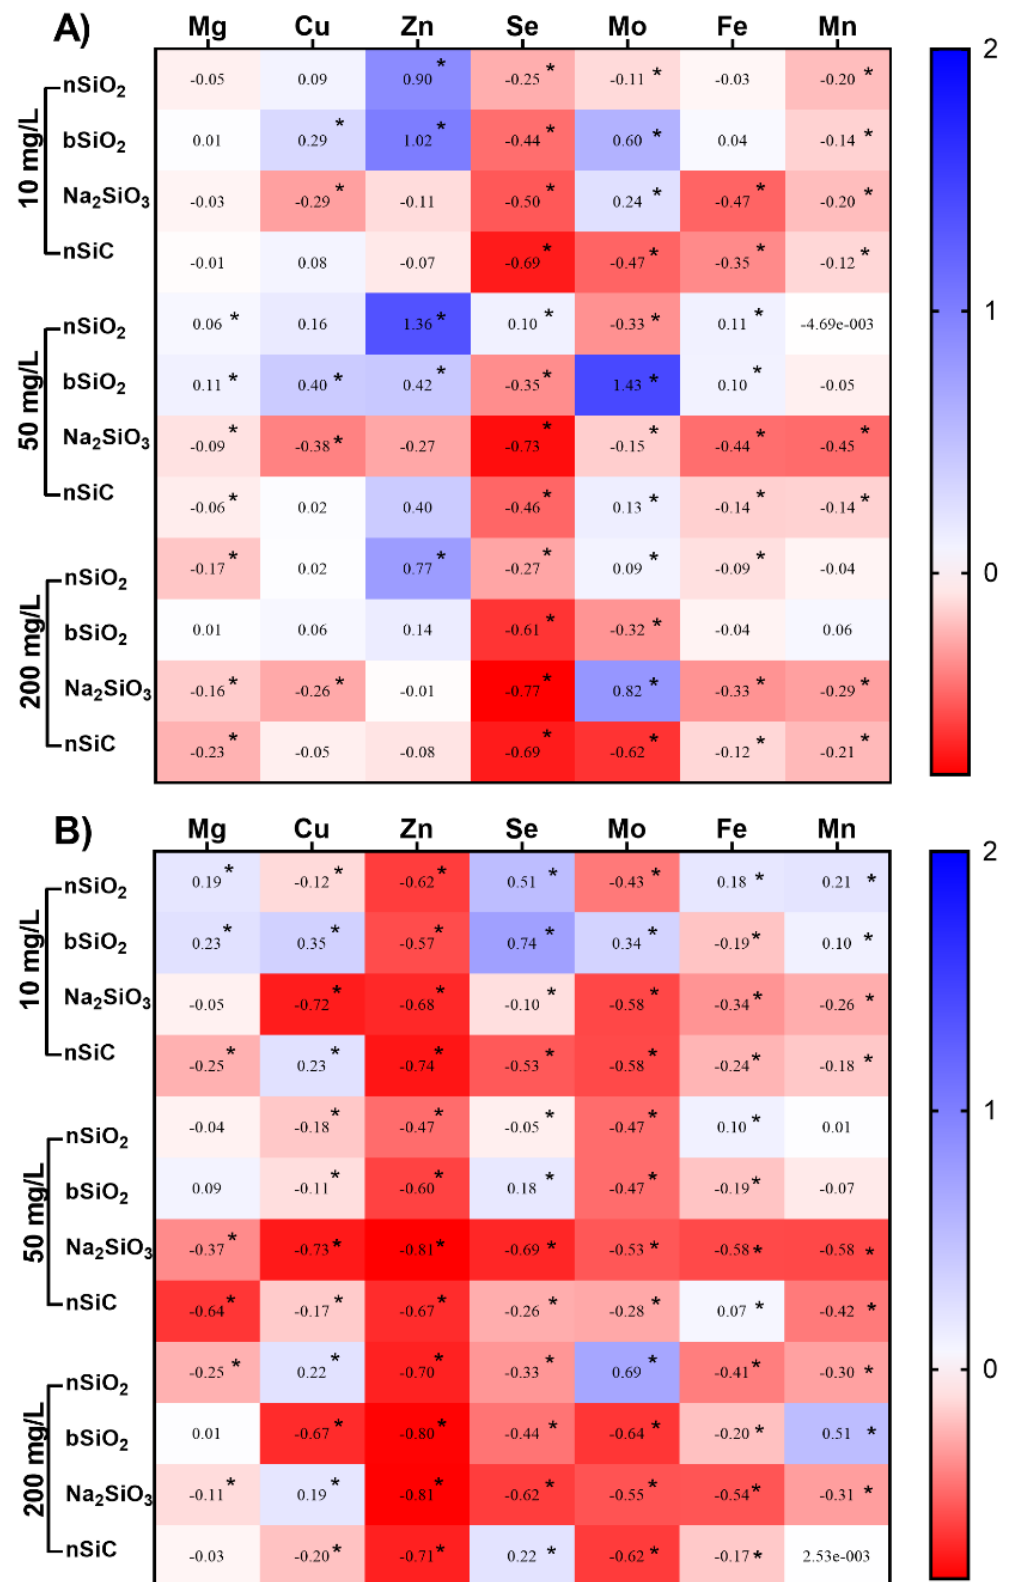 A) Mg Cu Zn Se Mo Fe Mn
10 mg/L
nSiO₂ -0.05 0.09 0.90* -0.25* -0.11* -0.03 -0.20*
bSiO₂ 0.01 0.29* 1.02* -0.44* 0.60* 0.04 -0.14*
Na₂SiO₃ -0.03 -0.29* -0.11 -0.50* 0.24* -0.47* -0.20*
nSiC -0.01 0.08 -0.07 -0.69* -0.47* -0.35* -0.12*
50 mg/L
nSiO₂ 0.06* 0.16 1.36* 0.10* -0.33* 0.11* -4.69e-003
bSiO₂ 0.11* 0.40* 0.42* -0.35* 1.43* 0.10* -0.05
Na₂SiO₃ -0.09* -0.38* -0.27 -0.73* -0.15* -0.44* -0.45*
nSiC -0.06* 0.02 0.40 -0.46* 0.13* -0.14* -0.14*
200 mg/L
nSiO₂ -0.17* 0.02 0.77* -0.27* 0.09* -0.09* -0.04
bSiO₂ 0.01 0.06 0.14 -0.61* -0.32* -0.04 0.06
Na₂SiO₃ -0.16* -0.26* -0.01 -0.77* 0.82* -0.33* -0.29*
nSiC -0.23* -0.05 -0.08 -0.69* -0.62* -0.12* -0.21*
2
1
0
B) Mg Cu Zn Se Mo Fe Mn
10 mg/L
nSiO₂ 0.19* -0.12* -0.62* 0.51* -0.43* 0.18* 0.21*
bSiO₂ 0.23* 0.35* -0.57* 0.74* 0.34* -0.19* 0.10*
Na₂SiO₃ -0.05 -0.72* -0.68* -0.10* -0.58* -0.34* -0.26*
nSiC -0.25* 0.23* -0.74* -0.53* -0.58* -0.24* -0.18*
50 mg/L
nSiO₂ -0.04 -0.18* -0.47* -0.05* -0.47* 0.10* 0.01
bSiO₂ 0.09 -0.11* -0.60* 0.18* -0.47* -0.19* -0.07
Na₂SiO₃ -0.37* -0.73* -0.81* -0.69* -0.53* -0.58* -0.58*
nSiC -0.64* -0.17* -0.67* -0.26* -0.28* 0.07* -0.42*
200 mg/L
nSiO₂ -0.25* 0.22* -0.70* -0.33* 0.69* -0.41* -0.30*
bSiO₂ 0.01 -0.67* -0.80* -0.44* -0.64* -0.20* 0.51*
Na₂SiO₃ -0.11* 0.19* -0.81* -0.62* -0.55* -0.54* -0.31*
nSiC -0.03 -0.20* -0.71* 0.22* -0.62* -0.17* 2.53e-003
2
1
0